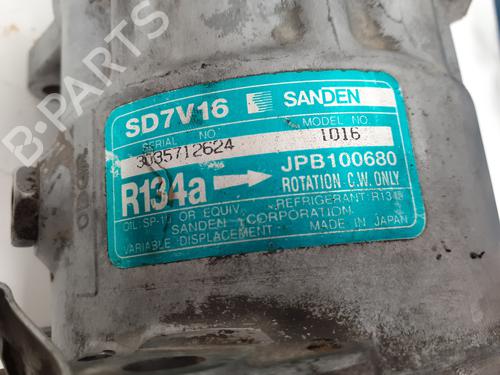 SD7V16 SANDEN
SERIAL NO. MODEL NO.
3035712624 1016
R134a JPB100680
ROTATION C.W. ONLY
OIL: SP-10 OR EQUIV. REFRIGERANT: R134a
SANDEN CORPORATION
VARIABLE DISPLACEMENT MADE IN JAPAN